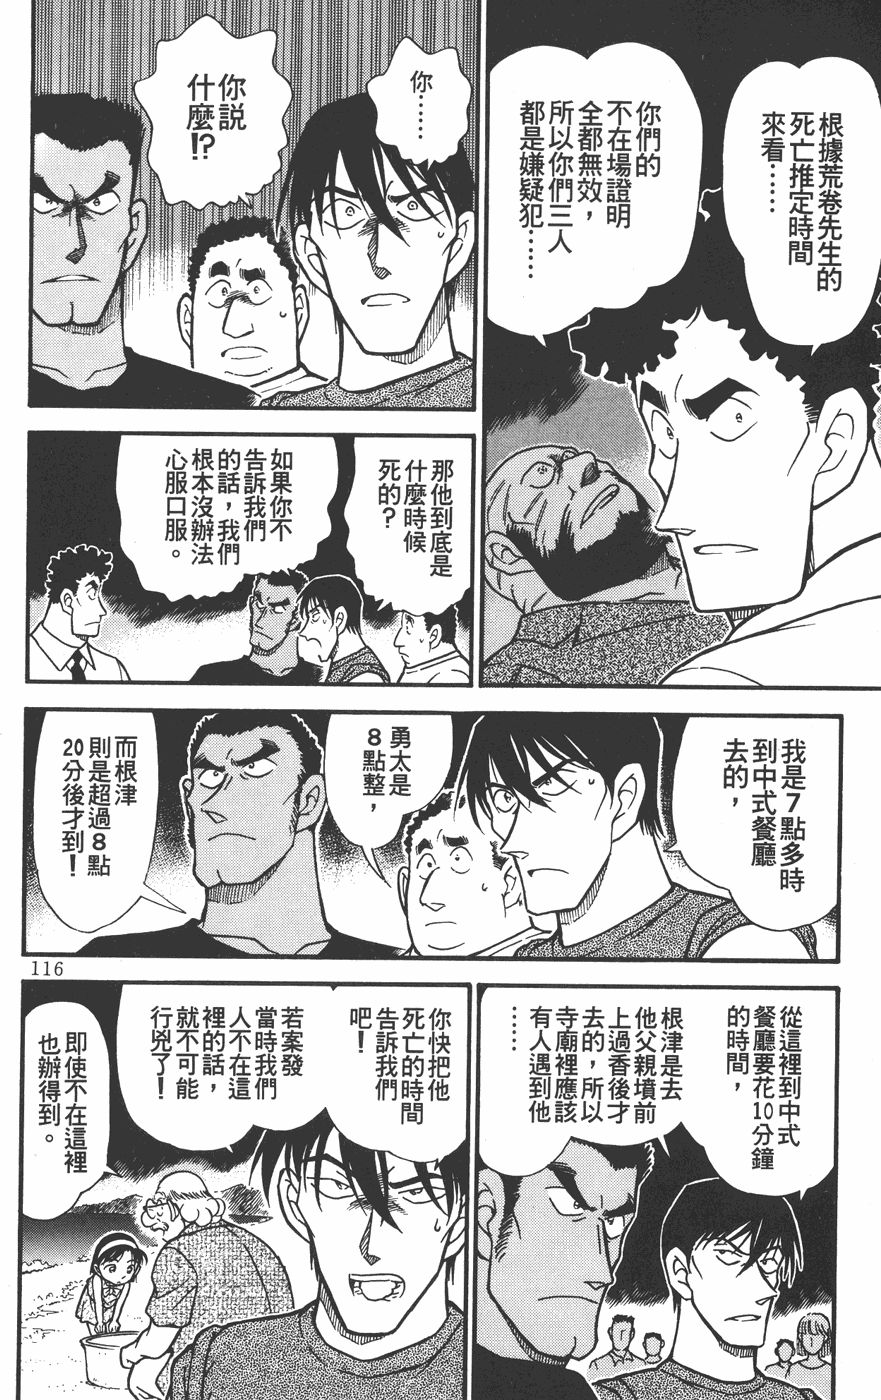 根據荒卷先生的
死亡推定時間
來看……
你們的
不在場證明
全都無效，
所以你們三人
都是嫌疑犯……
你……
你說
什麼!?
那他到底是
什麼時候
死的？
如果你不
告訴我們
的話，我們
根本沒辦法
心服口服。
我是7點多時
到中式餐廳
去的，
勇太是
8點整，
而根津
則是超過8點
20分後才到！
從這裡到中式
餐廳要花10分鐘
的時間，
根津是去
他父親墳前
上過香後才
去的，所以
寺廟裡應該
有人遇到他
……
你快把他
死亡的時間
告訴我們
吧！
若案發
當時我們
人不在這
裡的話，
就不可能
行兇了！
即使不在這裡
也辦得到。
116